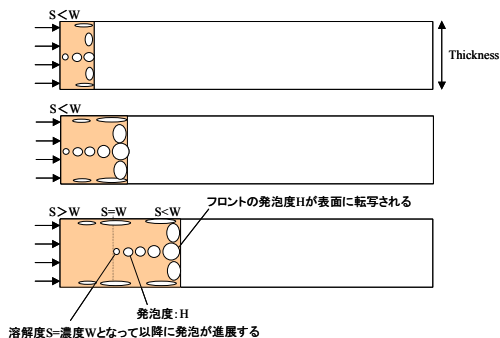 S＜W
Thickness
S＜W
S＞W
S=W
S<W
フロントの発泡度Hが表面に転写される
発泡度：H
溶解度S=濃度Wとなって以降に発泡が進展する